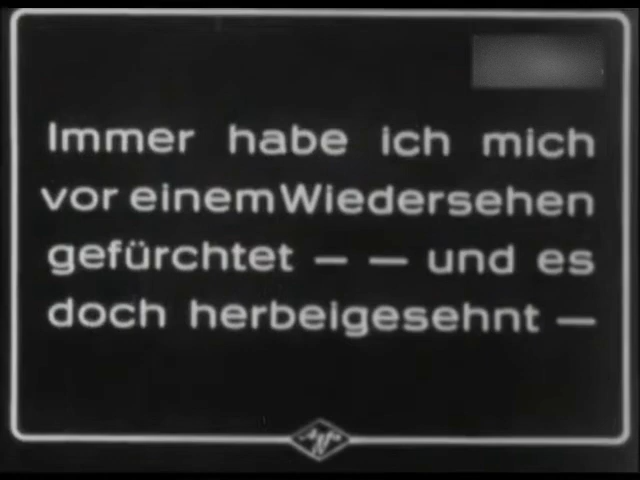 Immer habe ich mich
vor einem Wiedersehen
gefürchtet — — und es
doch herbeigesehnt —